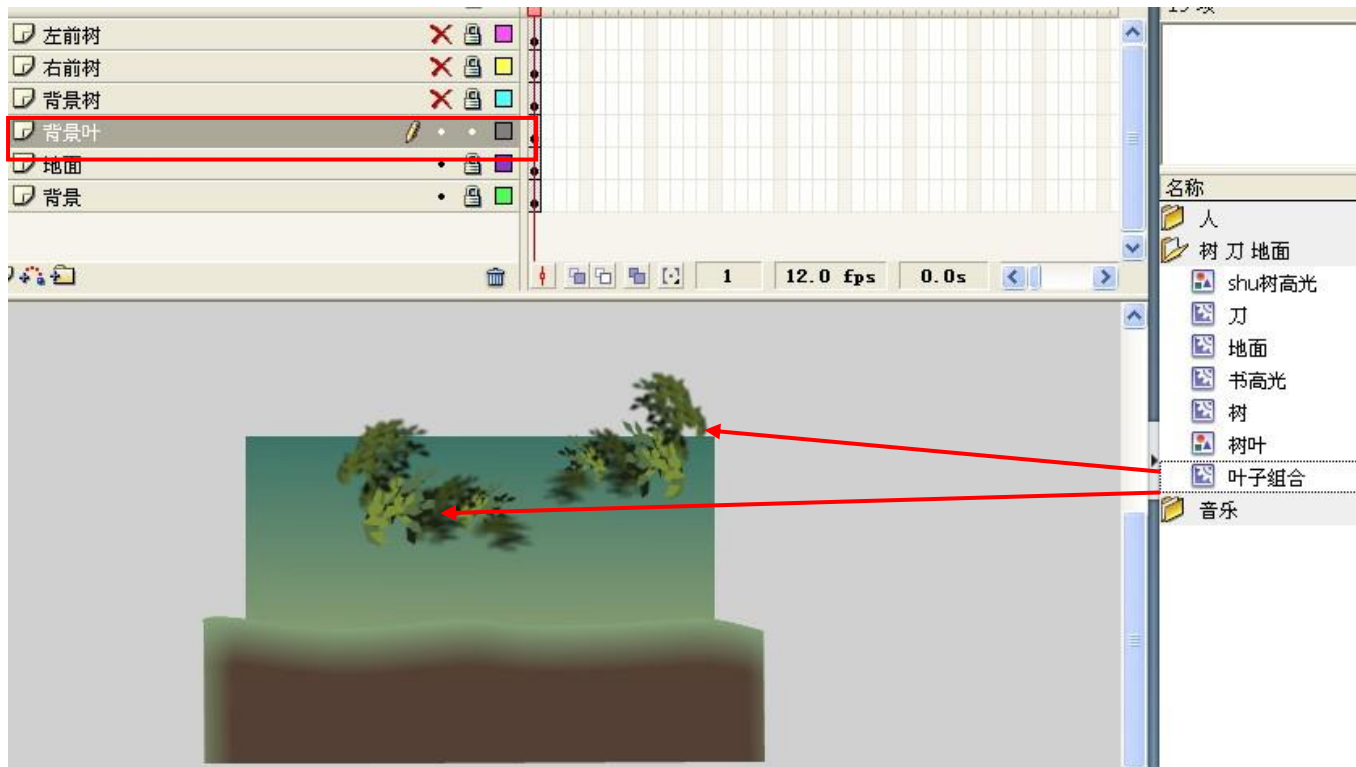 左前树
右前树
背景树
背景叶
地面
背景
1 12.0 fps 0.0s
名称
人
树 刀 地面
shu树高光
刀
地面
书高光
树
树叶
叶子组合
音乐